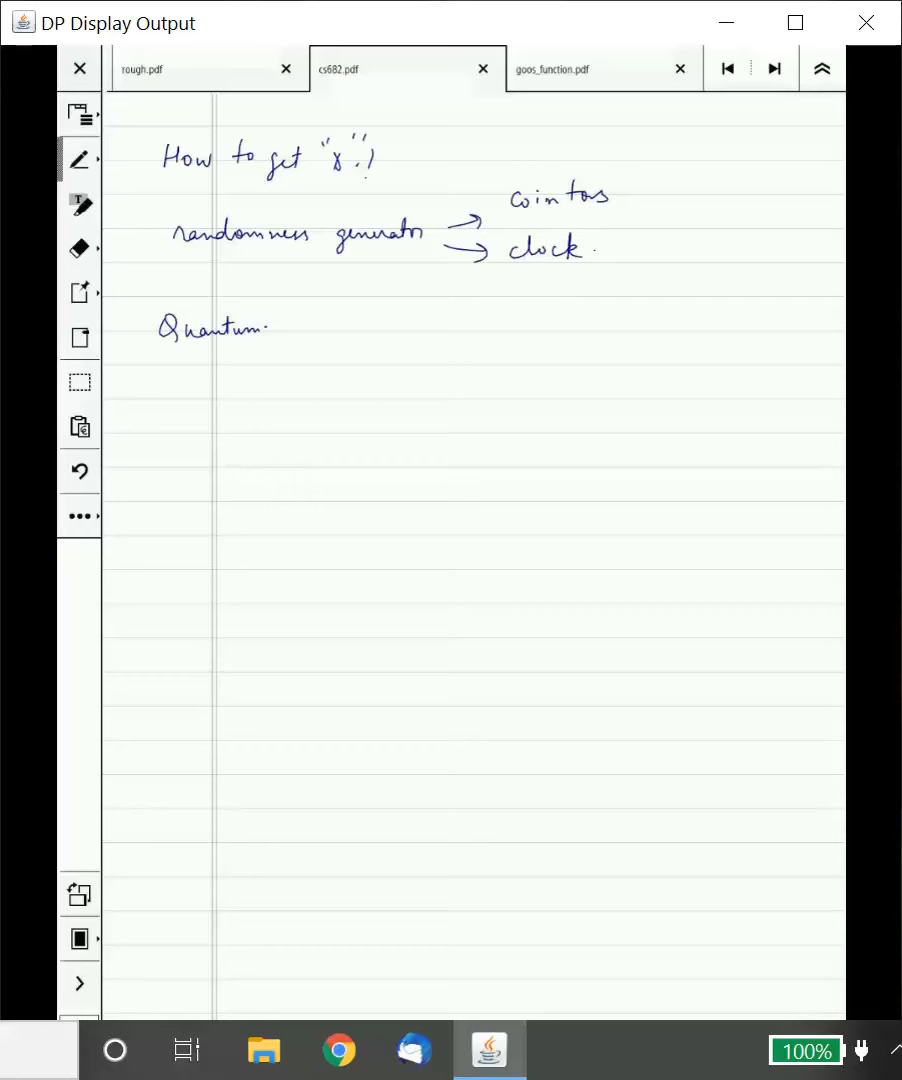 DP Display Output
rough.pdf
cs682.pdf
goos_function.pdf
How to get "γ"?
coin toss
randomness generator
clock.
Quantum.
100%